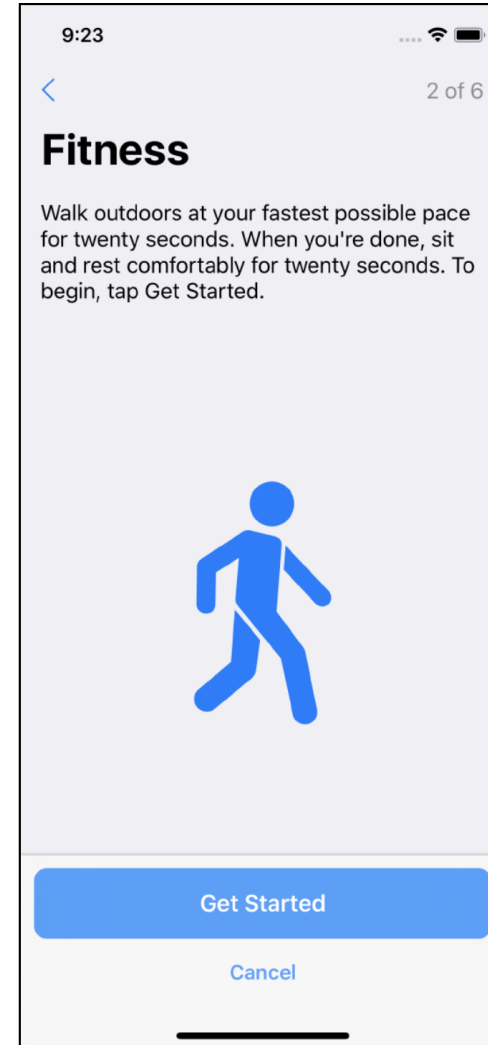 9:23
2 of 6
Fitness
Walk outdoors at your fastest possible pace
for twenty seconds. When you're done, sit
and rest comfortably for twenty seconds. To
begin, tap Get Started.
Get Started
Cancel